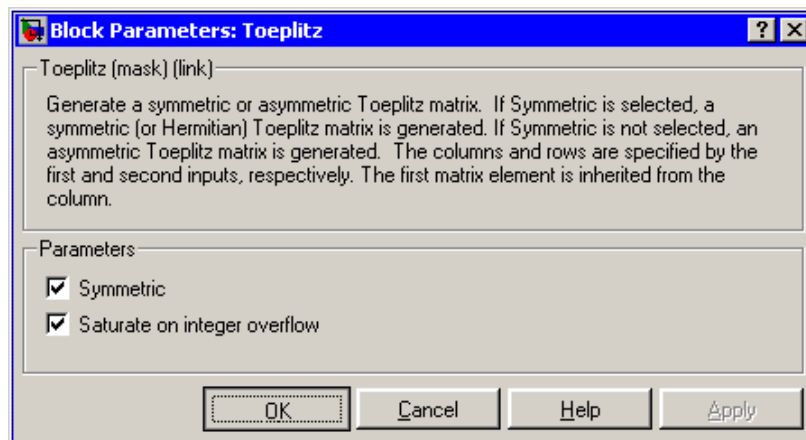 Block Parameters: Toeplitz
Toeplitz (mask) (link)
Generate a symmetric or asymmetric Toeplitz matrix.  If Symmetric is selected, a
symmetric (or Hermitian) Toeplitz matrix is generated. If Symmetric is not selected, an
asymmetric Toeplitz matrix is generated.  The columns and rows are specified by the
first and second inputs, respectively. The first matrix element is inherited from the
column.
Parameters
Symmetric
Saturate on integer overflow
OK Cancel Help Apply